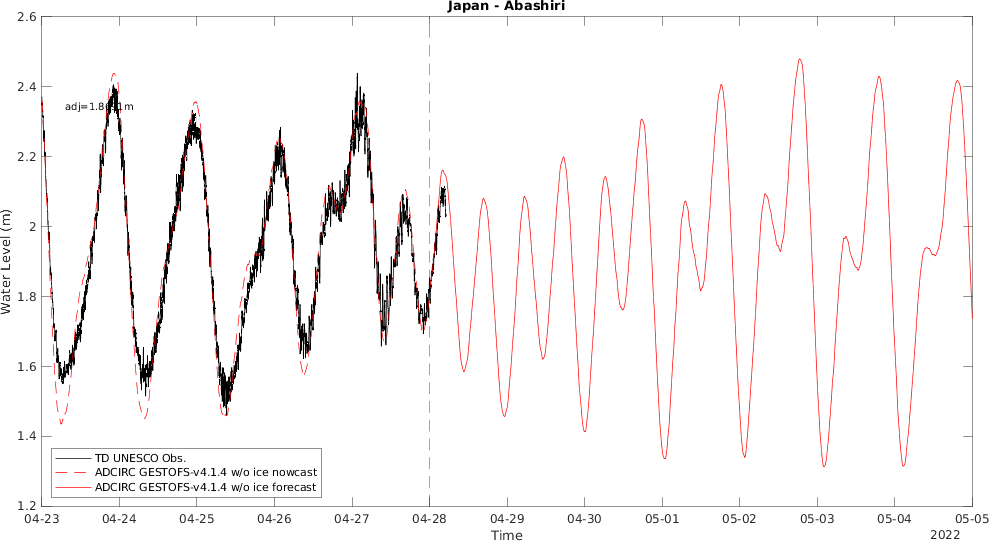 Japan - Abashiri
2.6
2.4
2.2
2
1.8
1.6
1.4
1.2
Water Level (m)
TD UNESCO Obs.
ADCIRC GESTOFS-v4.1.4 w/o ice nowcast
ADCIRC GESTOFS-v4.1.4 w/o ice forecast
04-23 04-24 04-25 04-26 04-27 04-28 04-29 04-30 05-01 05-02 05-03 05-04 05-05
Time
2022